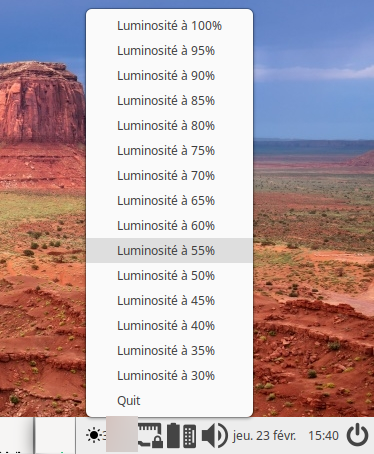 Luminosité à 100%
Luminosité à 95%
Luminosité à 90%
Luminosité à 85%
Luminosité à 80%
Luminosité à 75%
Luminosité à 70%
Luminosité à 65%
Luminosité à 60%
Luminosité à 55%
Luminosité à 50%
Luminosité à 45%
Luminosité à 40%
Luminosité à 35%
Luminosité à 30%
Quit
jeu. 23 févr. 15:40